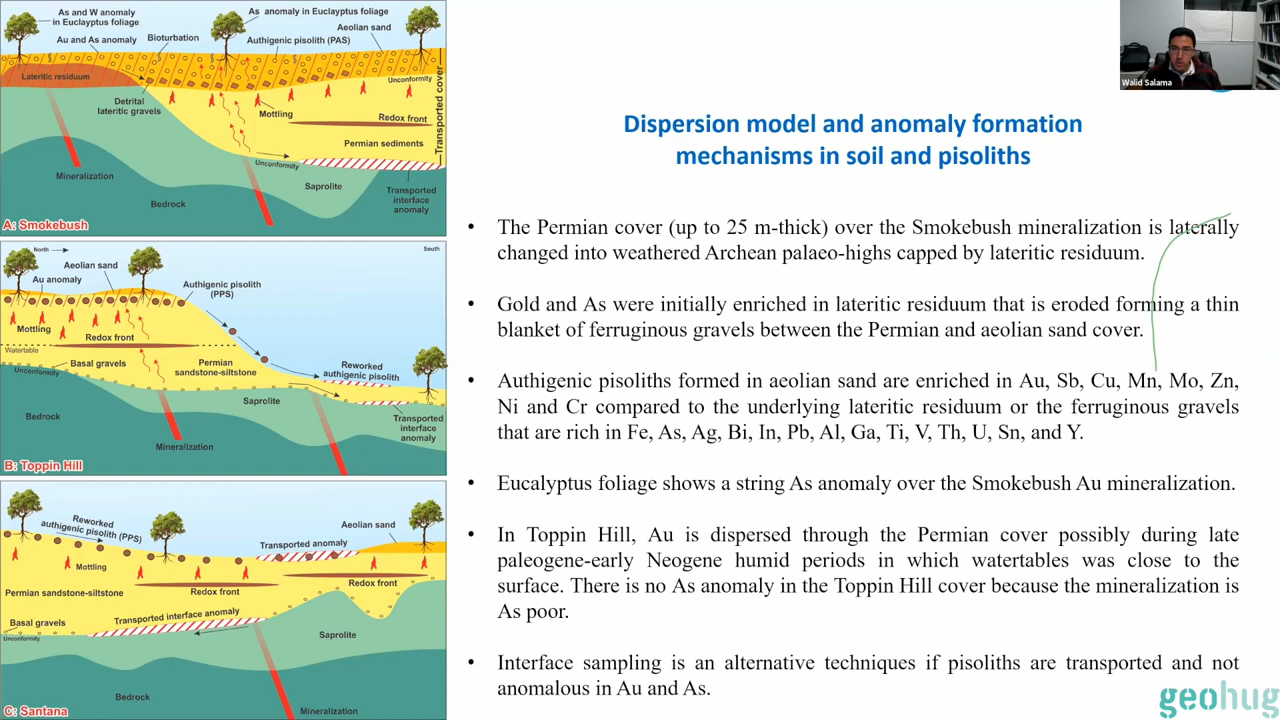 As and W anomaly
in Euclayptus foliage
As anomaly in Euclayptus foliage
Aeolian sand
Au and As anomaly
Bioturbation
Authigenic pisolith (PAS)
Lateritic residuum
Unconformity
Detrital
lateritic gravels
Mottling
Redox front
Transported cover
Permian sediments
Unconformity
Mineralization
Saprolite
Transported
interface
anomaly
Bedrock
A: Smokebush
North
South
Aeolian sand
Au anomaly
Authigenic pisolith
(PPS)
Mottling
Redox front
Watertable
Basal gravels
Permian
sandstone-siltstone
Unconformity
Reworked
authigenic pisolith
Saprolite
Bedrock
Transported
interface
anomaly
Mineralization
B: Toppin Hill
Reworked
authigenic pisolith (PPS)
Aeolian sand
Transported anomaly
Mottling
Redox front
Redox front
Permian sandstone-siltstone
Transported interface anomaly
Basal gravels
Unconformity
Saprolite
Bedrock
Mineralization
C: Santana
Walid Salama
Dispersion model and anomaly formation
mechanisms in soil and pisoliths
• The Permian cover (up to 25 m-thick) over the Smokebush mineralization is laterally
changed into weathered Archean palaeo-highs capped by lateritic residuum.
• Gold and As were initially enriched in lateritic residuum that is eroded forming a thin
blanket of ferruginous gravels between the Permian and aeolian sand cover.
• Authigenic pisoliths formed in aeolian sand are enriched in Au, Sb, Cu, Mn, Mo, Zn,
Ni and Cr compared to the underlying lateritic residuum or the ferruginous gravels
that are rich in Fe, As, Ag, Bi, In, Pb, Al, Ga, Ti, V, Th, U, Sn, and Y.
• Eucalyptus foliage shows a string As anomaly over the Smokebush Au mineralization.
• In Toppin Hill, Au is dispersed through the Permian cover possibly during late
paleogene-early Neogene humid periods in which watertables was close to the
surface. There is no As anomaly in the Toppin Hill cover because the mineralization is
As poor.
• Interface sampling is an alternative techniques if pisoliths are transported and not
anomalous in Au and As.
geohug